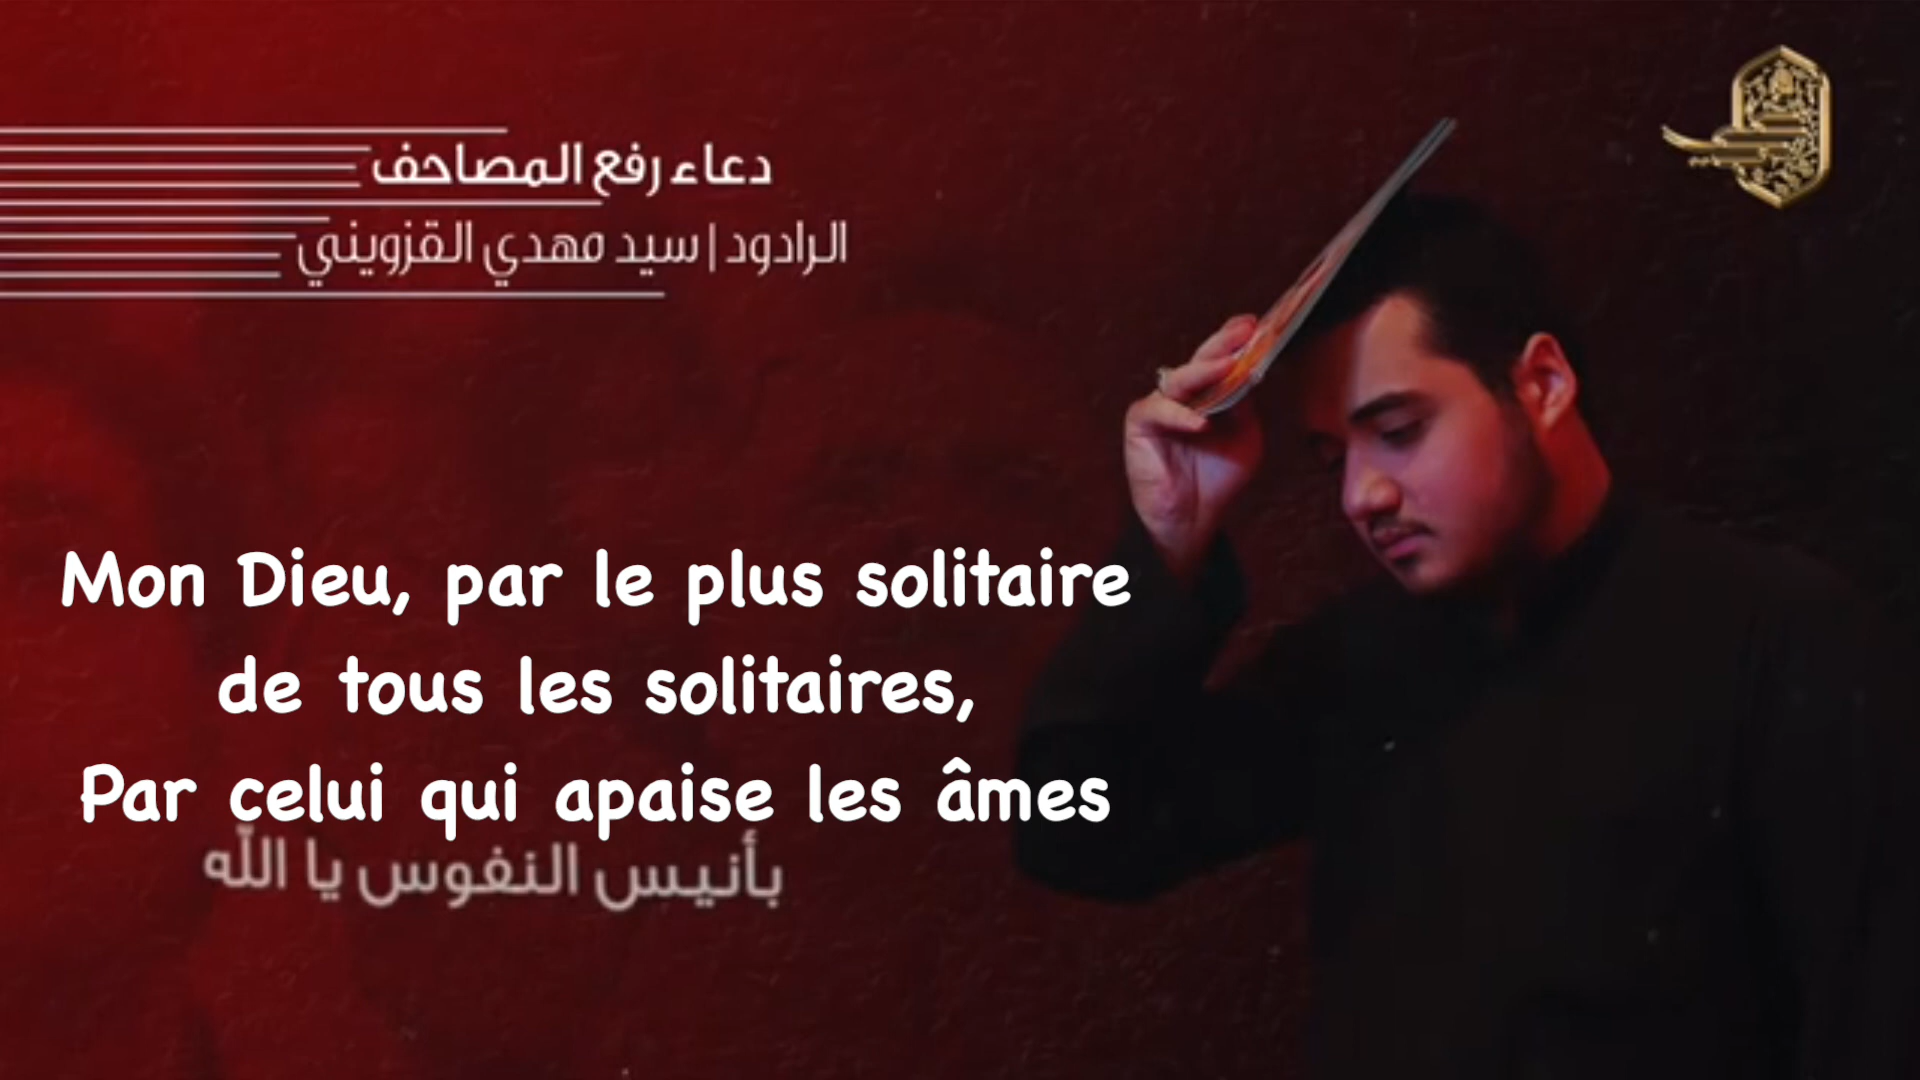 دعاء رفع المصاحف
الرادود | سيد مهدي القزويني
Mon Dieu, par le plus solitaire
de tous les solitaires,
Par celui qui apaise les âmes
بأنيس النفوس يا الله